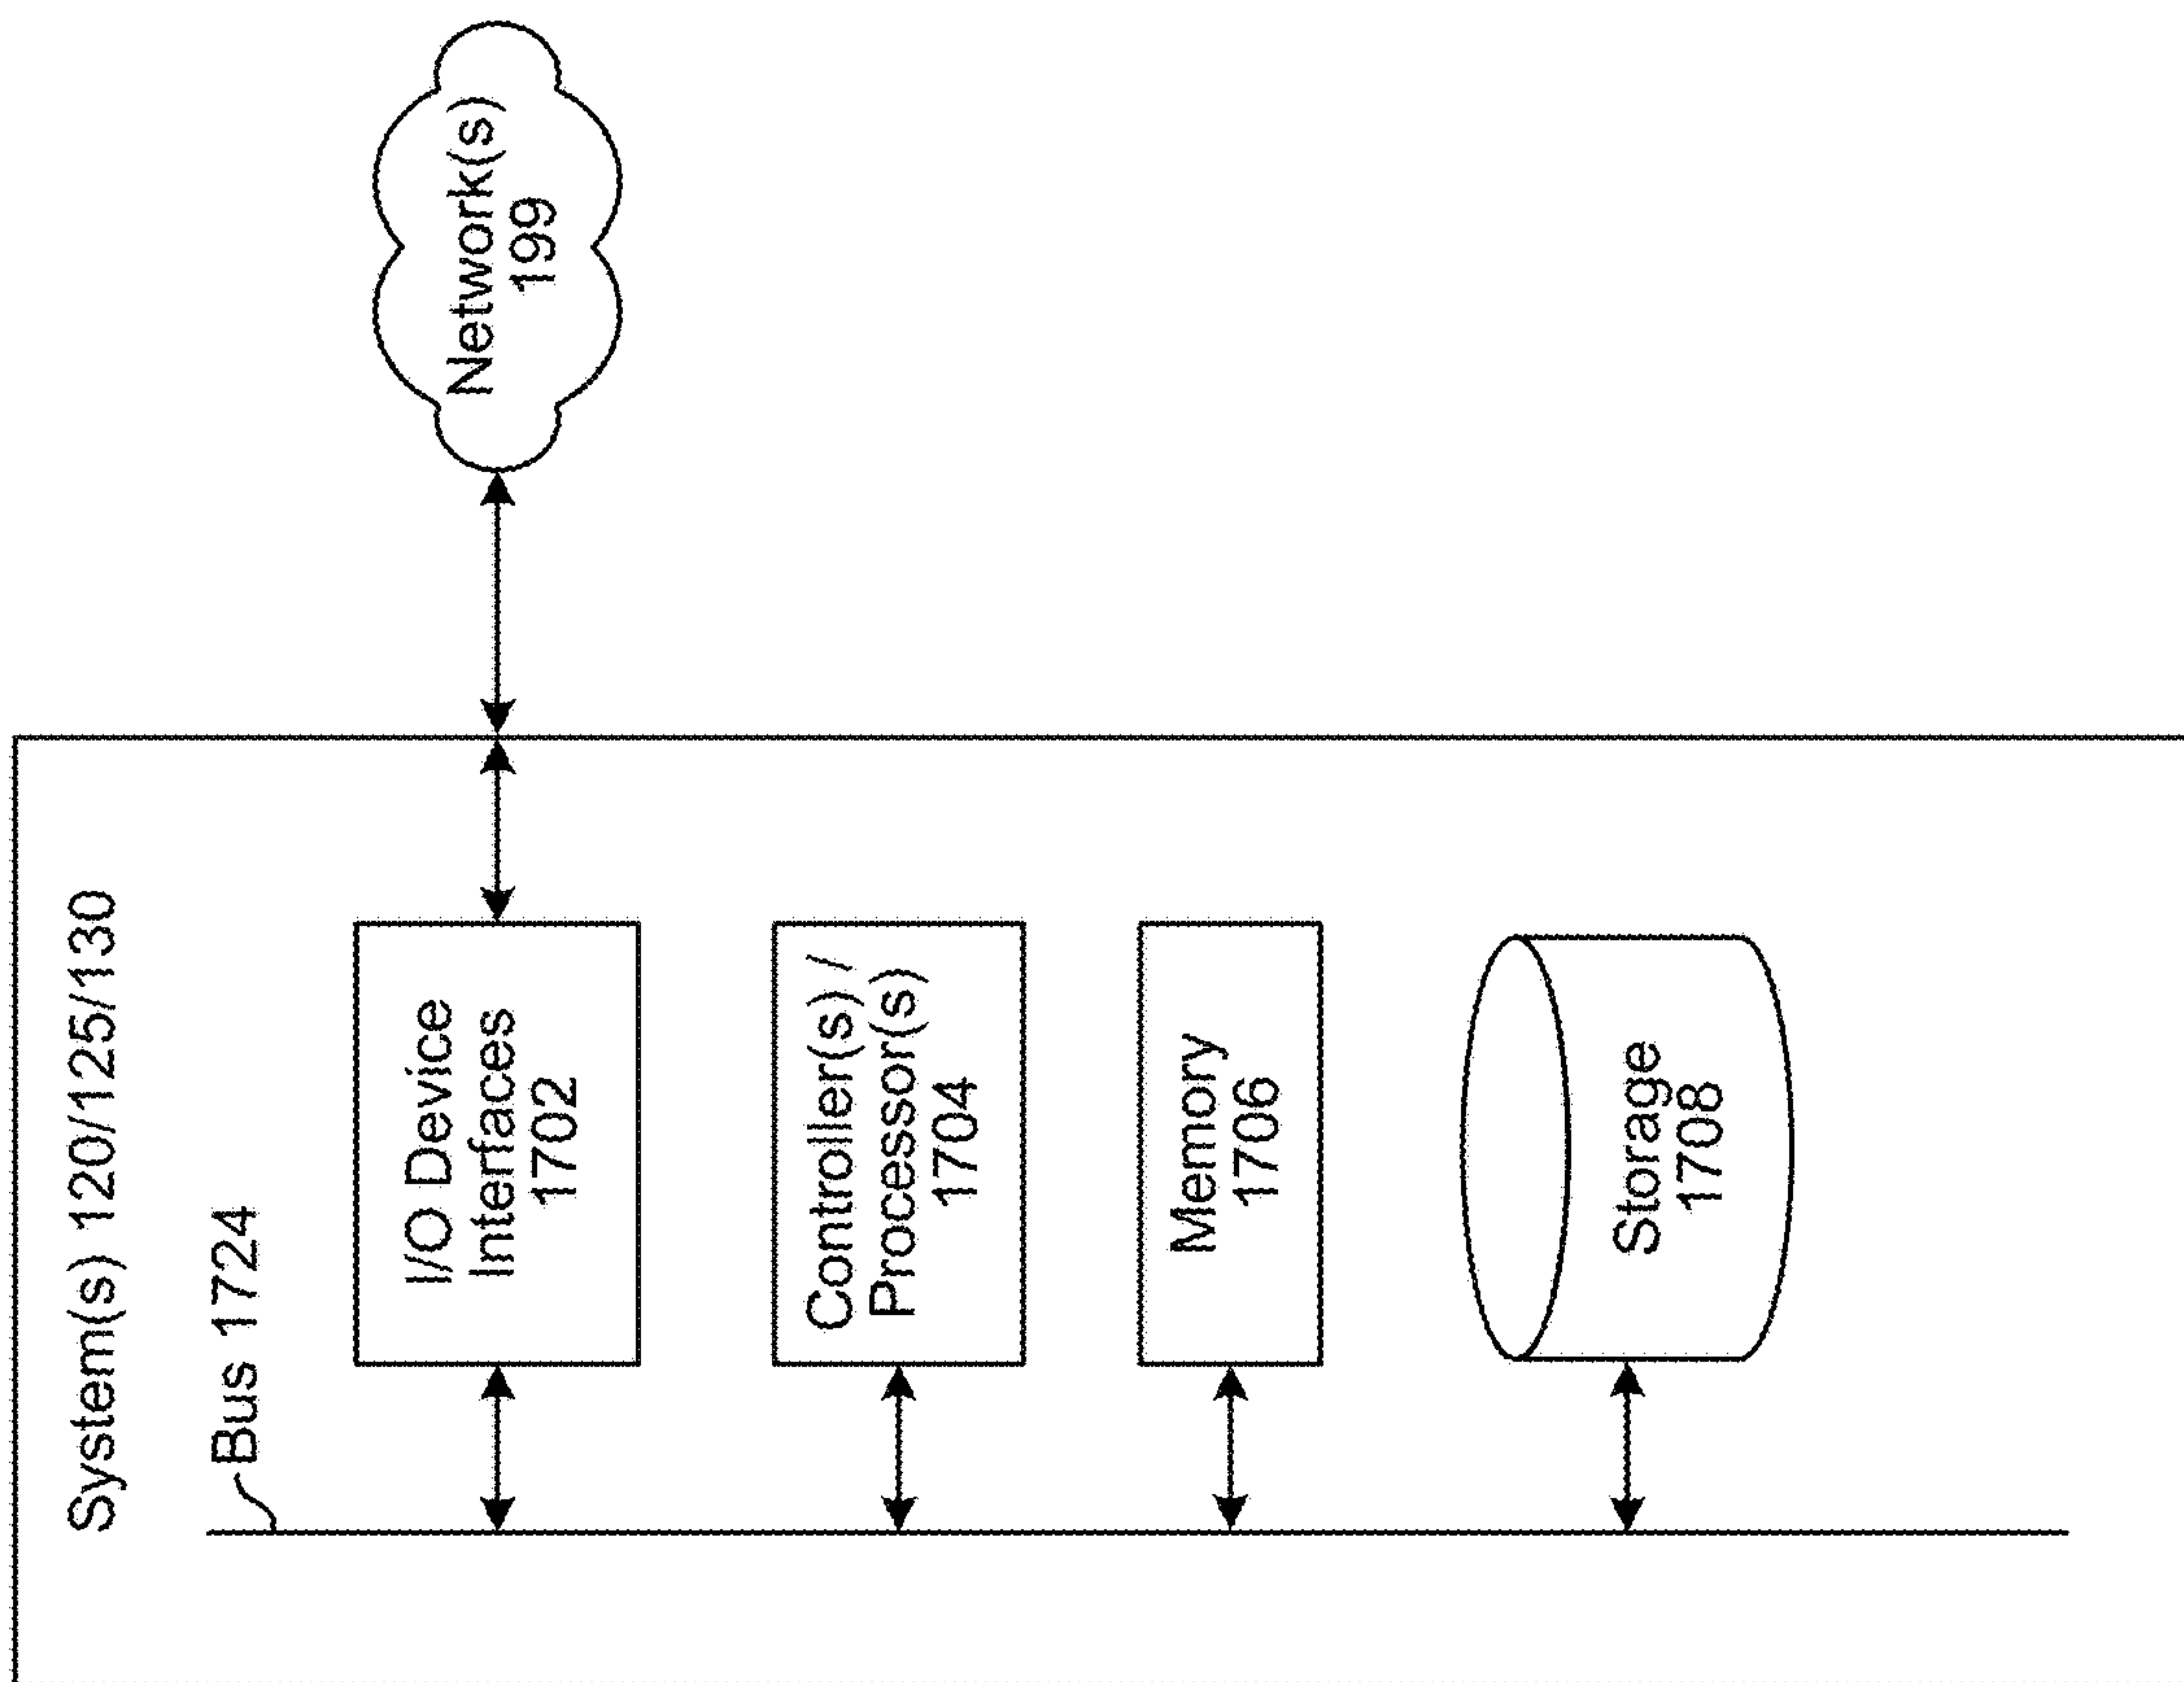 System(s) 120/125/130
Bus 1724
I/O Device
Interfaces
1702
Network(s)
199
Controller(s) /
Processor(s)
1704
Memory
1706
Storage
1708